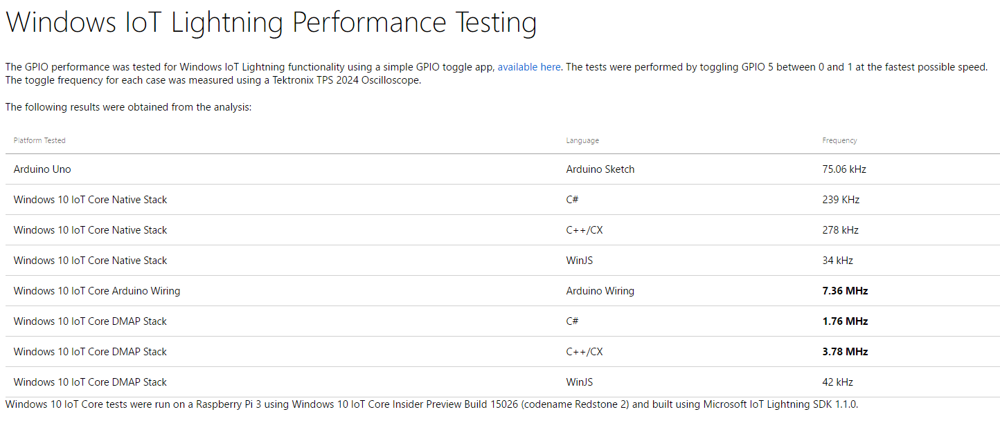 Windows IoT Lightning Performance Testing
The GPIO performance was tested for Windows IoT Lightning functionality using a simple GPIO toggle app, available here. The tests were performed by toggling GPIO 5 between 0 and 1 at the fastest possible speed.
The toggle frequency for each case was measured using a Tektronix TPS 2024 Oscilloscope.
The following results were obtained from the analysis:
Platform Tested Language Frequency
Arduino Uno Arduino Sketch 75.06 kHz
Windows 10 IoT Core Native Stack C# 239 KHz
Windows 10 IoT Core Native Stack C++/CX 278 kHz
Windows 10 IoT Core Native Stack WinJS 34 kHz
Windows 10 IoT Core Arduino Wiring Arduino Wiring 7.36 MHz
Windows 10 IoT Core DMAP Stack C# 1.76 MHz
Windows 10 IoT Core DMAP Stack C++/CX 3.78 MHz
Windows 10 IoT Core DMAP Stack WinJS 42 kHz
Windows 10 IoT Core tests were run on a Raspberry Pi 3 using Windows 10 IoT Core Insider Preview Build 15026 (codename Redstone 2) and built using Microsoft IoT Lightning SDK 1.1.0.